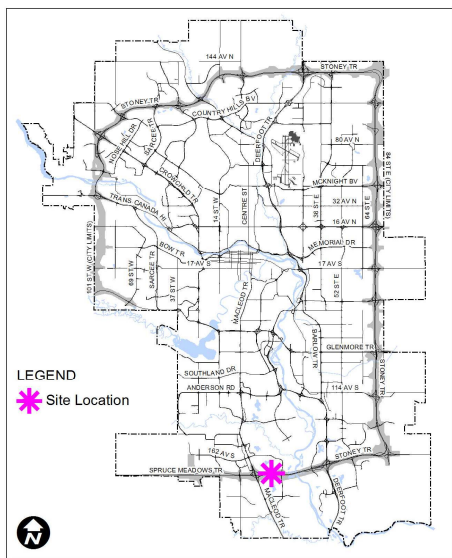 144 AV N
STONEY TR
STONEY TR
COUNTRY HILLS BV
SARCEE TR
NOSE HILL DR
DEERFOOT TR
CROWCHILD TR
80 AV N
84 ST E (CITY LIMITS)
MCKNIGHT BV
14 ST W
CENTRE ST
36 ST E
32 AV N
64 ST E
TRANS CANADA HI
16 AV N
BOW TR
MEMORIAL DR
17 AV S
17 AV S
101 ST W (CITY LIMITS)
69 ST W
SARCEE TR
37 ST W
52 ST E
MACLEOD TR
BARLOW TR
GLENMORE TR
STONEY TR
SOUTHLAND DR
LEGEND
ANDERSON RD
114 AV S
Site Location
162 AV S
STONEY TR
SPRUCE MEADOWS TR
MACLEOD TR
DEERFOOT TR
N